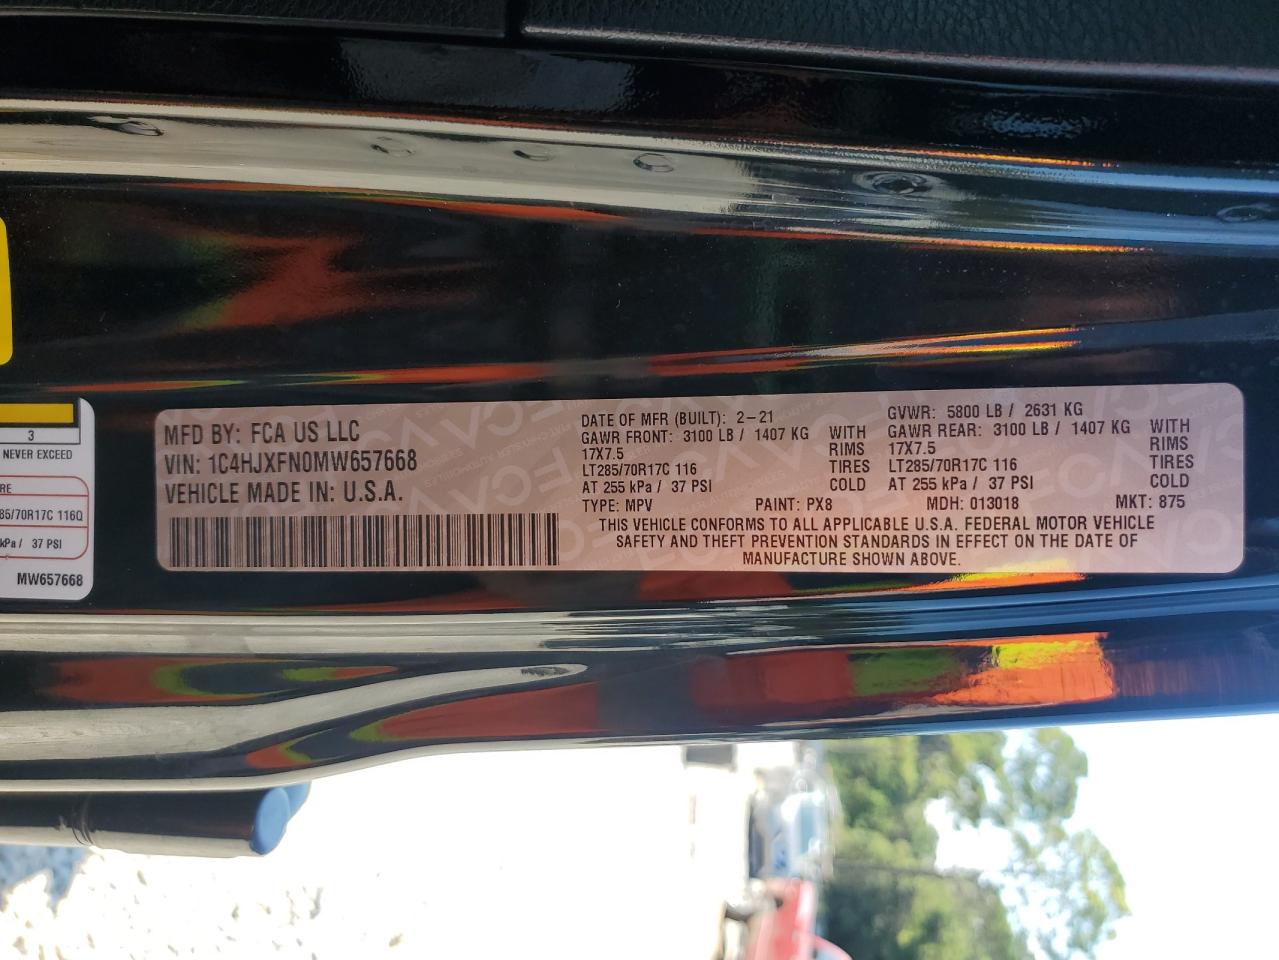 3
NEVER EXCEED
RE
85/70R17C 116Q
kPa / 37 PSI
MW657668
MFD BY: FCA US LLC
VIN: 1C4HJXFN0MW657668
VEHICLE MADE IN: U.S.A.
DATE OF MFR (BUILT): 2-21
GAWR FRONT: 3100 LB / 1407 KG WITH
17X7.5 RIMS
LT285/70R17C 116 TIRES
AT 255 kPa / 37 PSI COLD
GVWR: 5800 LB / 2631 KG
GAWR REAR: 3100 LB / 1407 KG WITH
17X7.5 RIMS
LT285/70R17C 116 TIRES
AT 255 kPa / 37 PSI COLD
TYPE: MPV PAINT: PX8 MDH: 013018 MKT: 875
THIS VEHICLE CONFORMS TO ALL APPLICABLE U.S.A. FEDERAL MOTOR VEHICLE
SAFETY AND THEFT PREVENTION STANDARDS IN EFFECT ON THE DATE OF
MANUFACTURE SHOWN ABOVE.